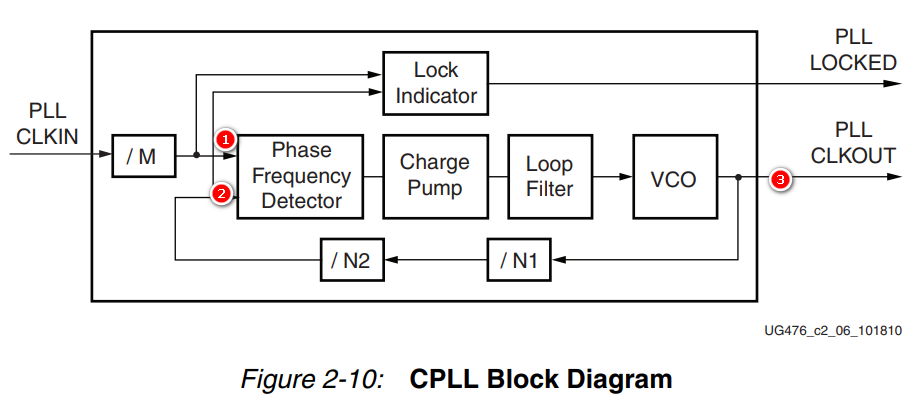 PLL
LOCKED
Lock
Indicator
PLL
CLKIN
PLL
CLKOUT
1
/ M
Phase
Frequency
Detector
Charge
Pump
Loop
Filter
VCO
3
2
/ N2
/ N1
UG476_c2_06_101810
Figure 2-10: CPLL Block Diagram